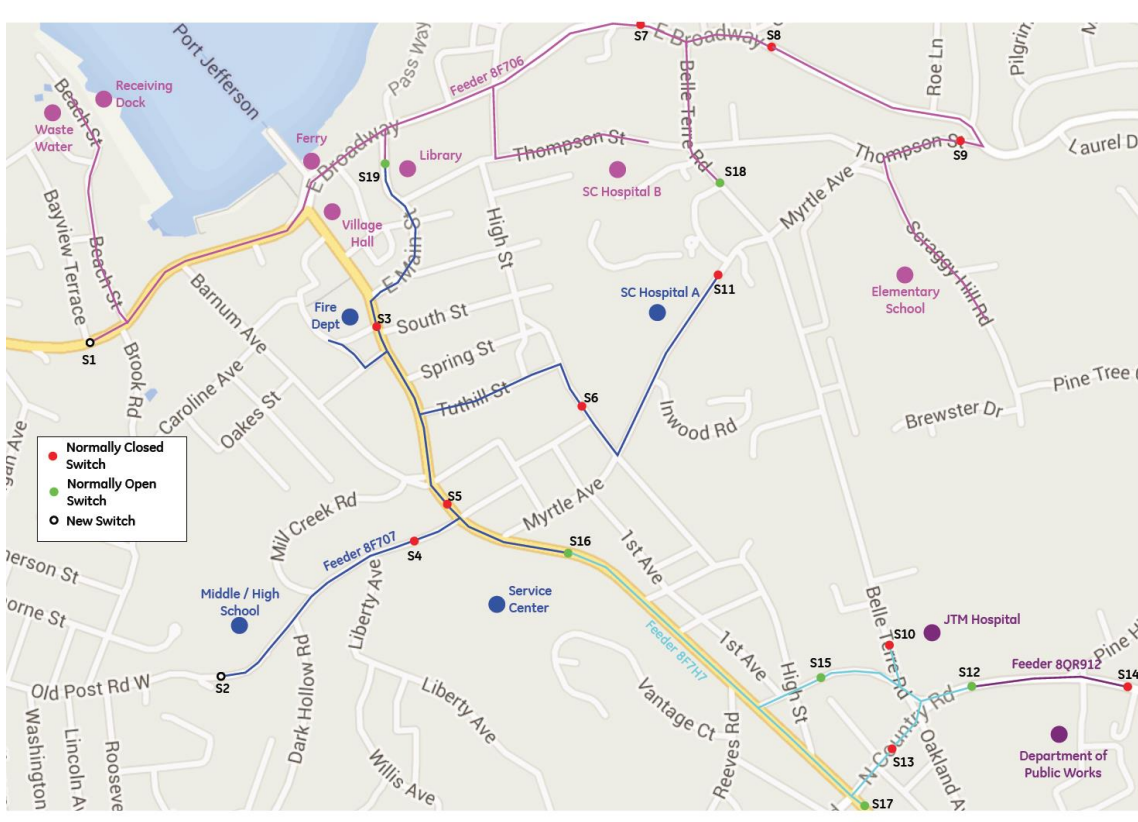 Port Jefferson
Pass Way
Feeder 8F706
S7
E Broadway
S8
Roe Ln
Pilgrim
Beach St
Receiving
Dock
Waste
Water
Ferry
E Broadway
Library
S19
Belle Terre Rd
Thompson St
SC Hospital B
S18
Thompson S
S9
Laurel D
Myrtle Ave
Bayview Terrace
Beach St
Village
Hall
E Main S
High St
Scraggy Hill Rd
Barnum Ave
Fire
Dept
S3
South St
SC Hospital A
S11
Elementary
School
S1
Brook Rd
Spring St
Caroline Ave
Tuthill St
S6
Oakes St
Inwood Rd
Pine Tree
Brewster Dr
gan Ave
Normally Closed
Switch
Normally Open
Switch
New Switch
S5
Mill Creek Rd
Myrtle Ave
Feeder 8F707
S4
S16
1st Ave
erson St
orne St
Middle / High
School
Liberty Ave
Service
Center
Belle Terre Rd
JTM Hospital
S10
Feeder 8F7H7
1st Ave
Pine H
S2
Old Post Rd W
Dark Hollow Rd
High St
S15
S12
Feeder 8QR912
S14
Liberty Ave
Vantage Ct
Reeves Rd
N Country Rd
S13
Oakland A
Department of
Public Works
Washington
Lincoln Av
Rooseve
Willis Ave
S17